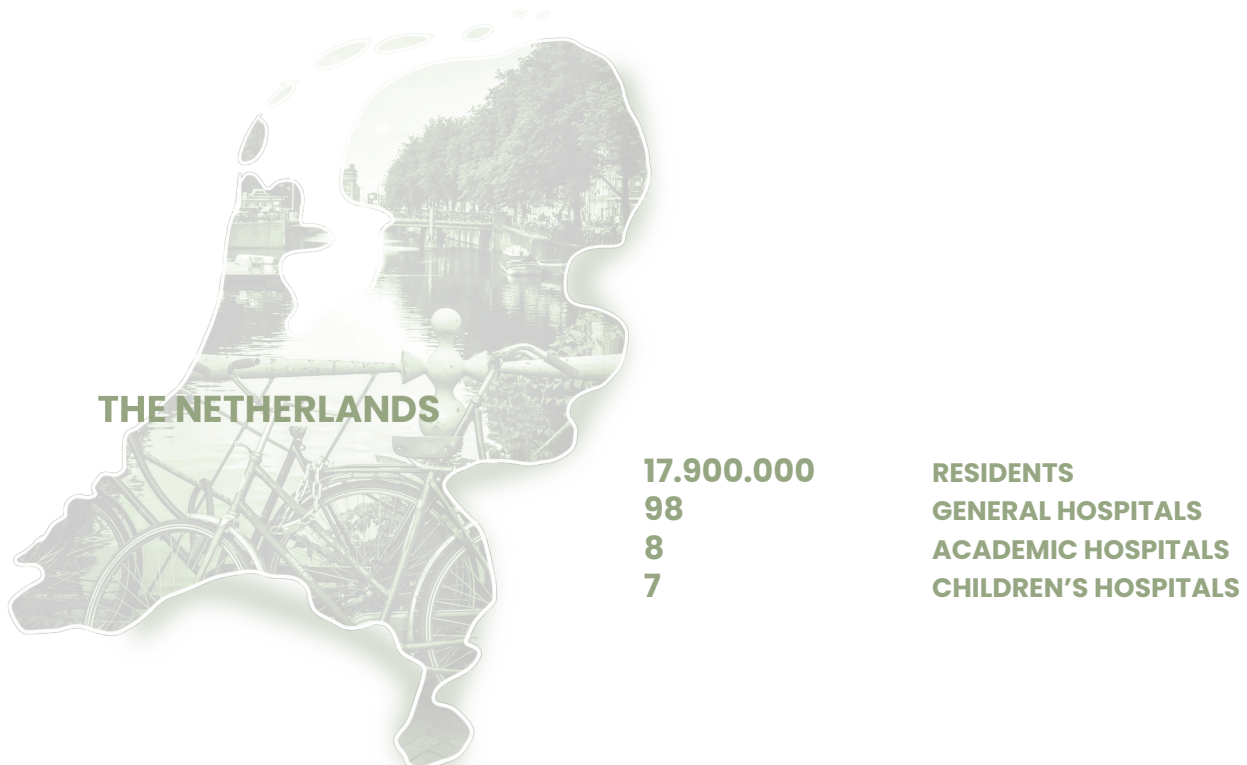 THE NETHERLANDS
17.900.000 RESIDENTS
98 GENERAL HOSPITALS
8 ACADEMIC HOSPITALS
7 CHILDREN’S HOSPITALS